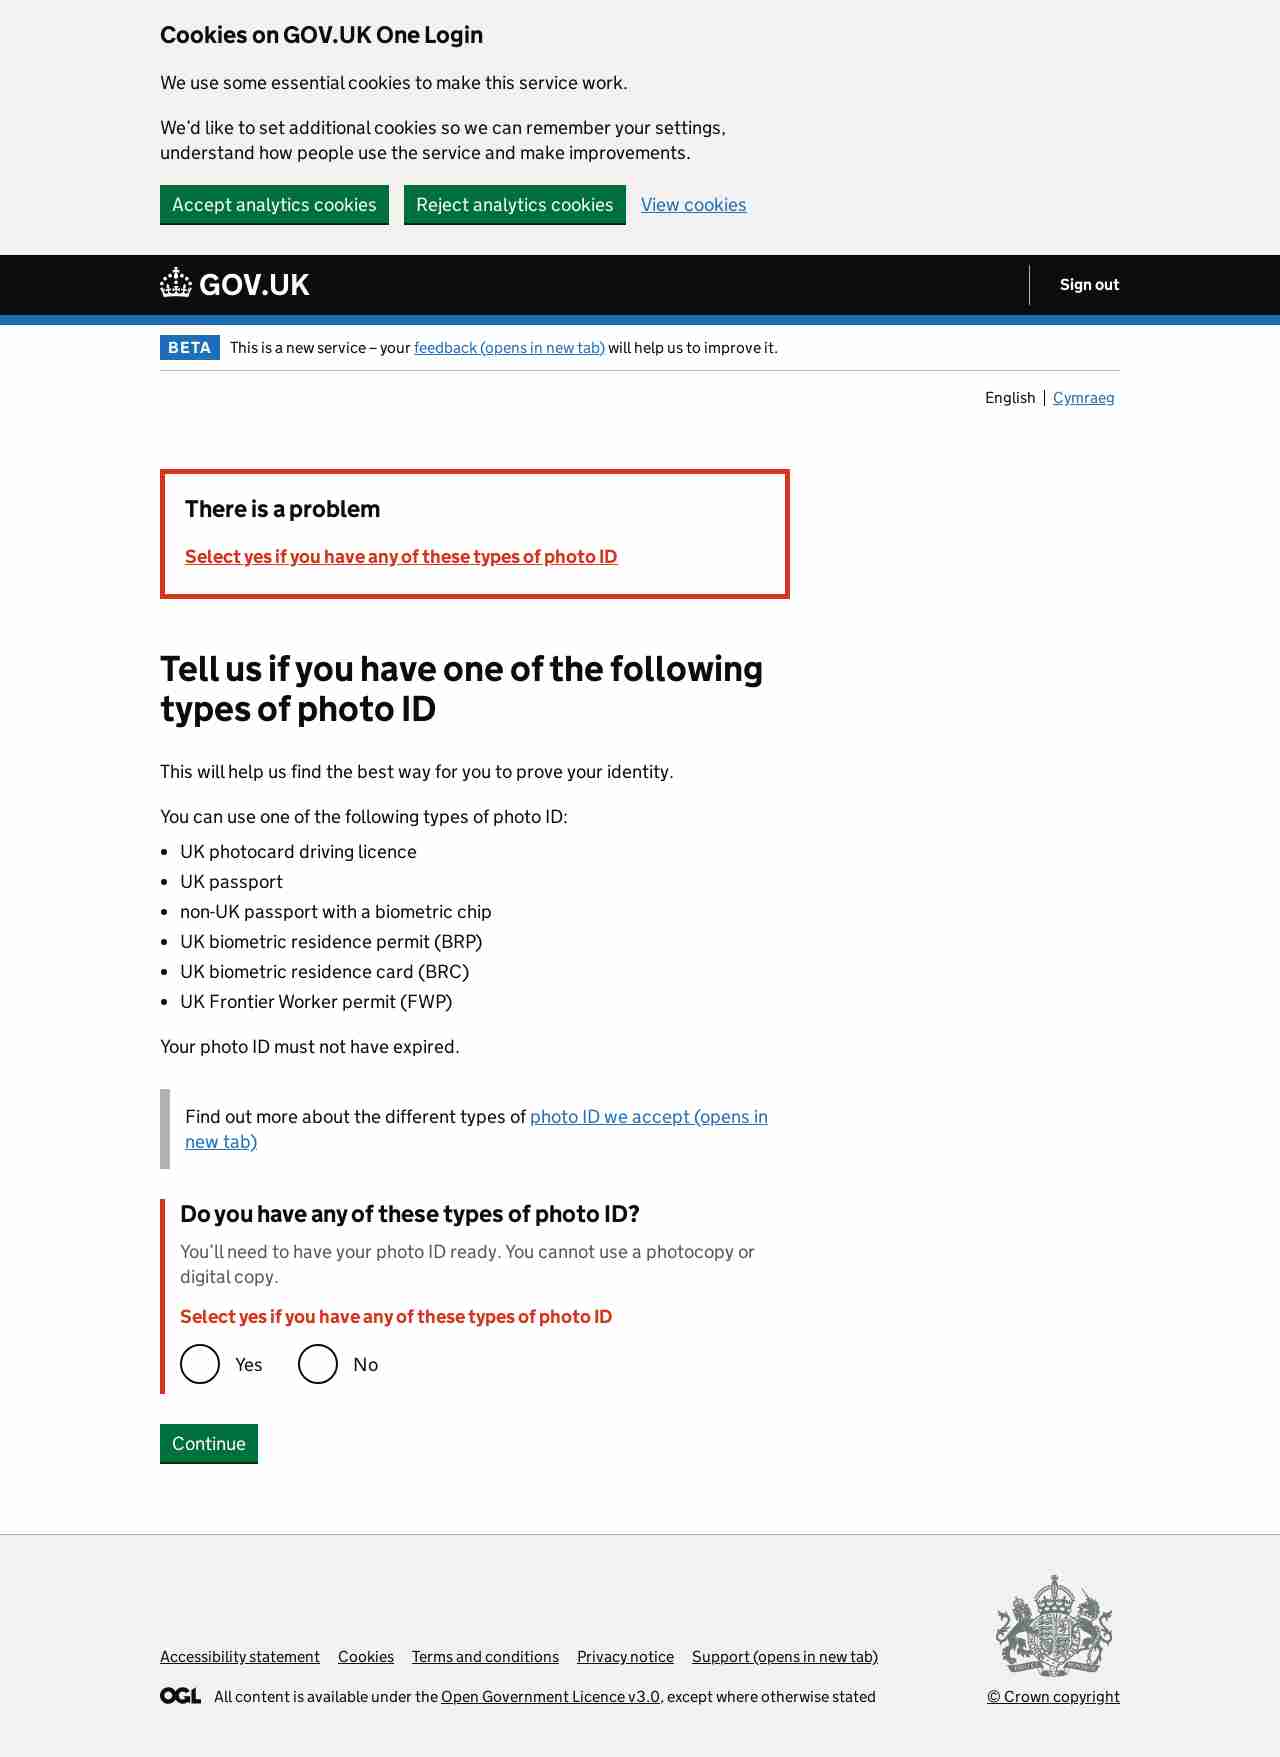 Cookies on GOV.UK One Login
We use some essential cookies to make this service work.
We’d like to set additional cookies so we can remember your settings,
understand how people use the service and make improvements.
Accept analytics cookies
Reject analytics cookies
View cookies
GOV.UK
Sign out
BETA This is a new service – your feedback (opens in new tab) will help us to improve it.
English
Cymraeg
There is a problem
Select yes if you have any of these types of photo ID
Tell us if you have one of the following
types of photo ID
This will help us find the best way for you to prove your identity.
You can use one of the following types of photo ID:
• UK photocard driving licence
• UK passport
• non-UK passport with a biometric chip
• UK biometric residence permit (BRP)
• UK biometric residence card (BRC)
• UK Frontier Worker permit (FWP)
Your photo ID must not have expired.
Find out more about the different types of photo ID we accept (opens in
new tab)
Do you have any of these types of photo ID?
You’ll need to have your photo ID ready. You cannot use a photocopy or
digital copy.
Select yes if you have any of these types of photo ID
Yes
No
Continue
Accessibility statement
Cookies
Terms and conditions
Privacy notice
Support (opens in new tab)
OGL All content is available under the Open Government Licence v3.0, except where otherwise stated
© Crown copyright